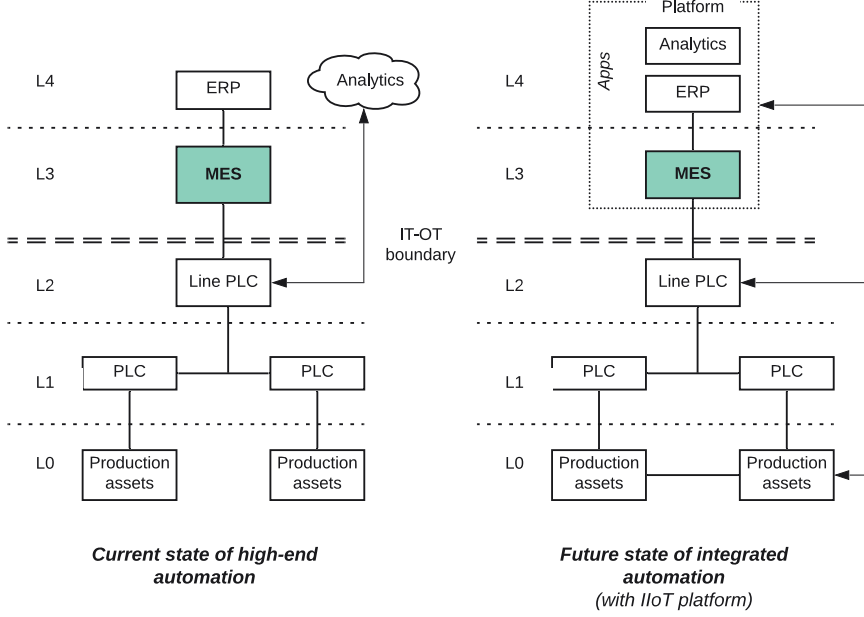 L4
ERP
Analytics
L3
MES
IT-OT
boundary
L2
Line PLC
L1
PLC
PLC
L0
Production
assets
Production
assets
Current state of high-end
automation
Platform
Apps
Analytics
L4
ERP
L3
MES
L2
Line PLC
L1
PLC
PLC
L0
Production
assets
Production
assets
Future state of integrated
automation
(with IIoT platform)